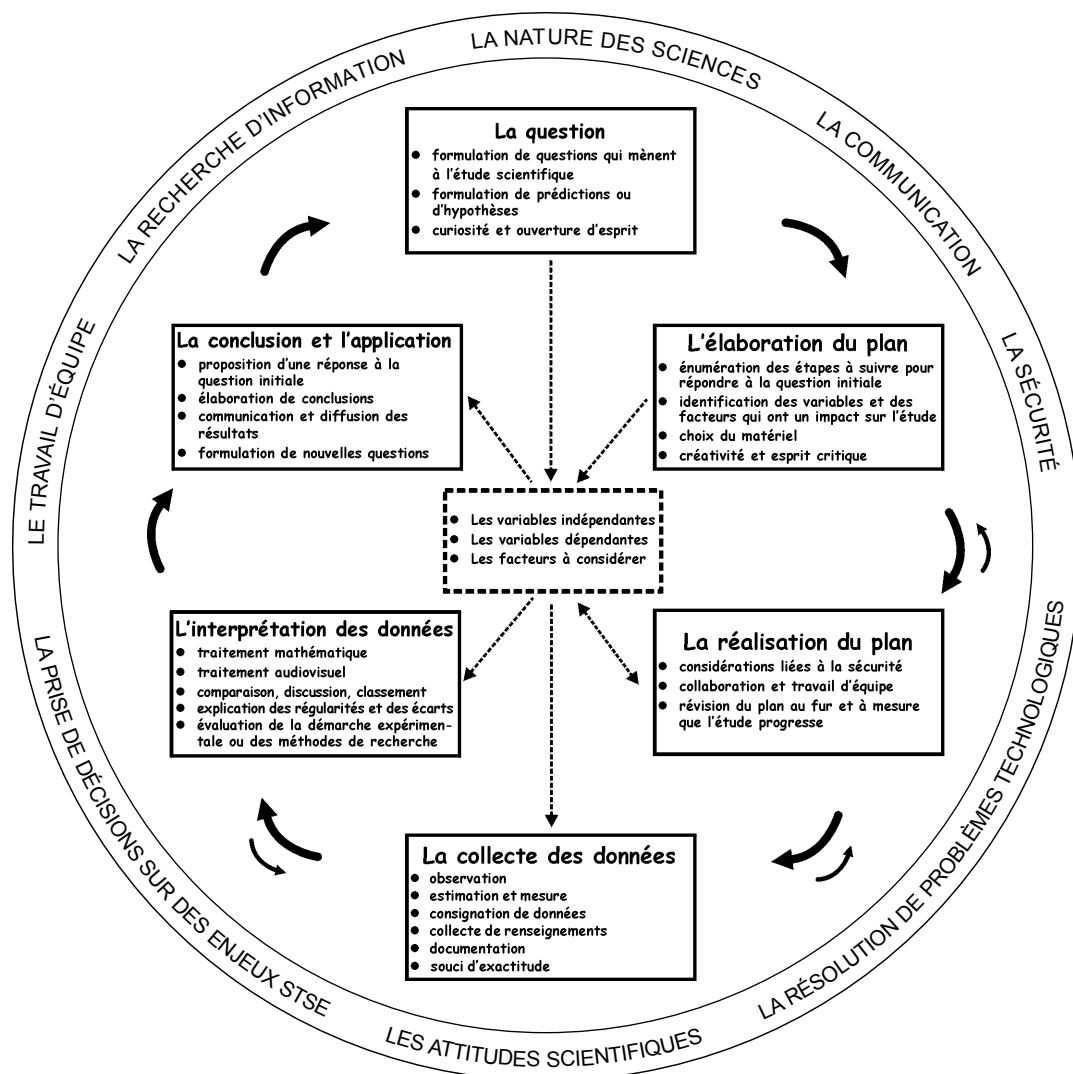 LA NATURE DES SCIENCES
LA COMMUNICATION
LA SÉCURITÉ
LA RÉSOLUTION DE PROBLÈMES TECHNOLOGIQUES
LES ATTITUDES SCIENTIFIQUES
LA PRISE DE DÉCISIONS SUR DES ENJEUX STSE
LE TRAVAIL D'ÉQUIPE
LA RECHERCHE D'INFORMATION
La question
● formulation de questions qui mènent
à l'étude scientifique
● formulation de prédictions ou
d'hypothèses
● curiosité et ouverture d'esprit
L'élaboration du plan
● énumération des étapes à suivre pour
répondre à la question initiale
● identification des variables et des
facteurs qui ont un impact sur l'étude
● choix du matériel
● créativité et esprit critique
La réalisation du plan
● considérations liées à la sécurité
● collaboration et travail d'équipe
● révision du plan au fur et à mesure
que l'étude progresse
La collecte des données
● observation
● estimation et mesure
● consignation de données
● collecte de renseignements
● documentation
● souci d'exactitude
L'interprétation des données
● traitement mathématique
● traitement audiovisuel
● comparaison, discussion, classement
● explication des régularités et des écarts
● évaluation de la démarche expérimen-
tale ou des méthodes de recherche
La conclusion et l'application
● proposition d'une réponse à la
question initiale
● élaboration de conclusions
● communication et diffusion des
résultats
● formulation de nouvelles questions
● Les variables indépendantes
● Les variables dépendantes
● Les facteurs à considérer